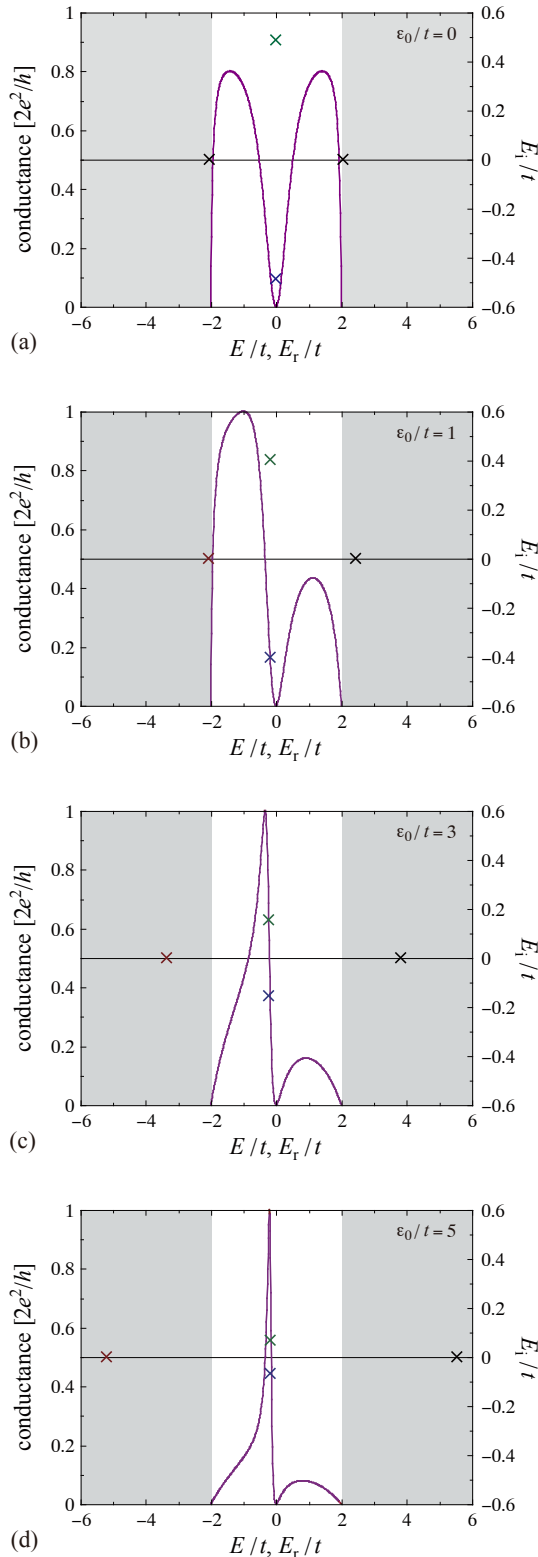 ε0/t = 0
conductance [2e²/h]
1
0.8
0.6
0.4
0.2
0
0.6
0.4
0.2
0
−0.2
−0.4
−0.6
Ei/t
−6 −4 −2 0 2 4 6
(a)
E/t, Er/t
ε0/t = 1
conductance [2e²/h]
1
0.8
0.6
0.4
0.2
0
0.6
0.4
0.2
0
−0.2
−0.4
−0.6
Ei/t
−6 −4 −2 0 2 4 6
(b)
E/t, Er/t
ε0/t = 3
conductance [2e²/h]
1
0.8
0.6
0.4
0.2
0
0.6
0.4
0.2
0
−0.2
−0.4
−0.6
Ei/t
−6 −4 −2 0 2 4 6
(c)
E/t, Er/t
ε0/t = 5
conductance [2e²/h]
1
0.8
0.6
0.4
0.2
0
0.6
0.4
0.2
0
−0.2
−0.4
−0.6
Ei/t
−6 −4 −2 0 2 4 6
(d)
E/t, Er/t